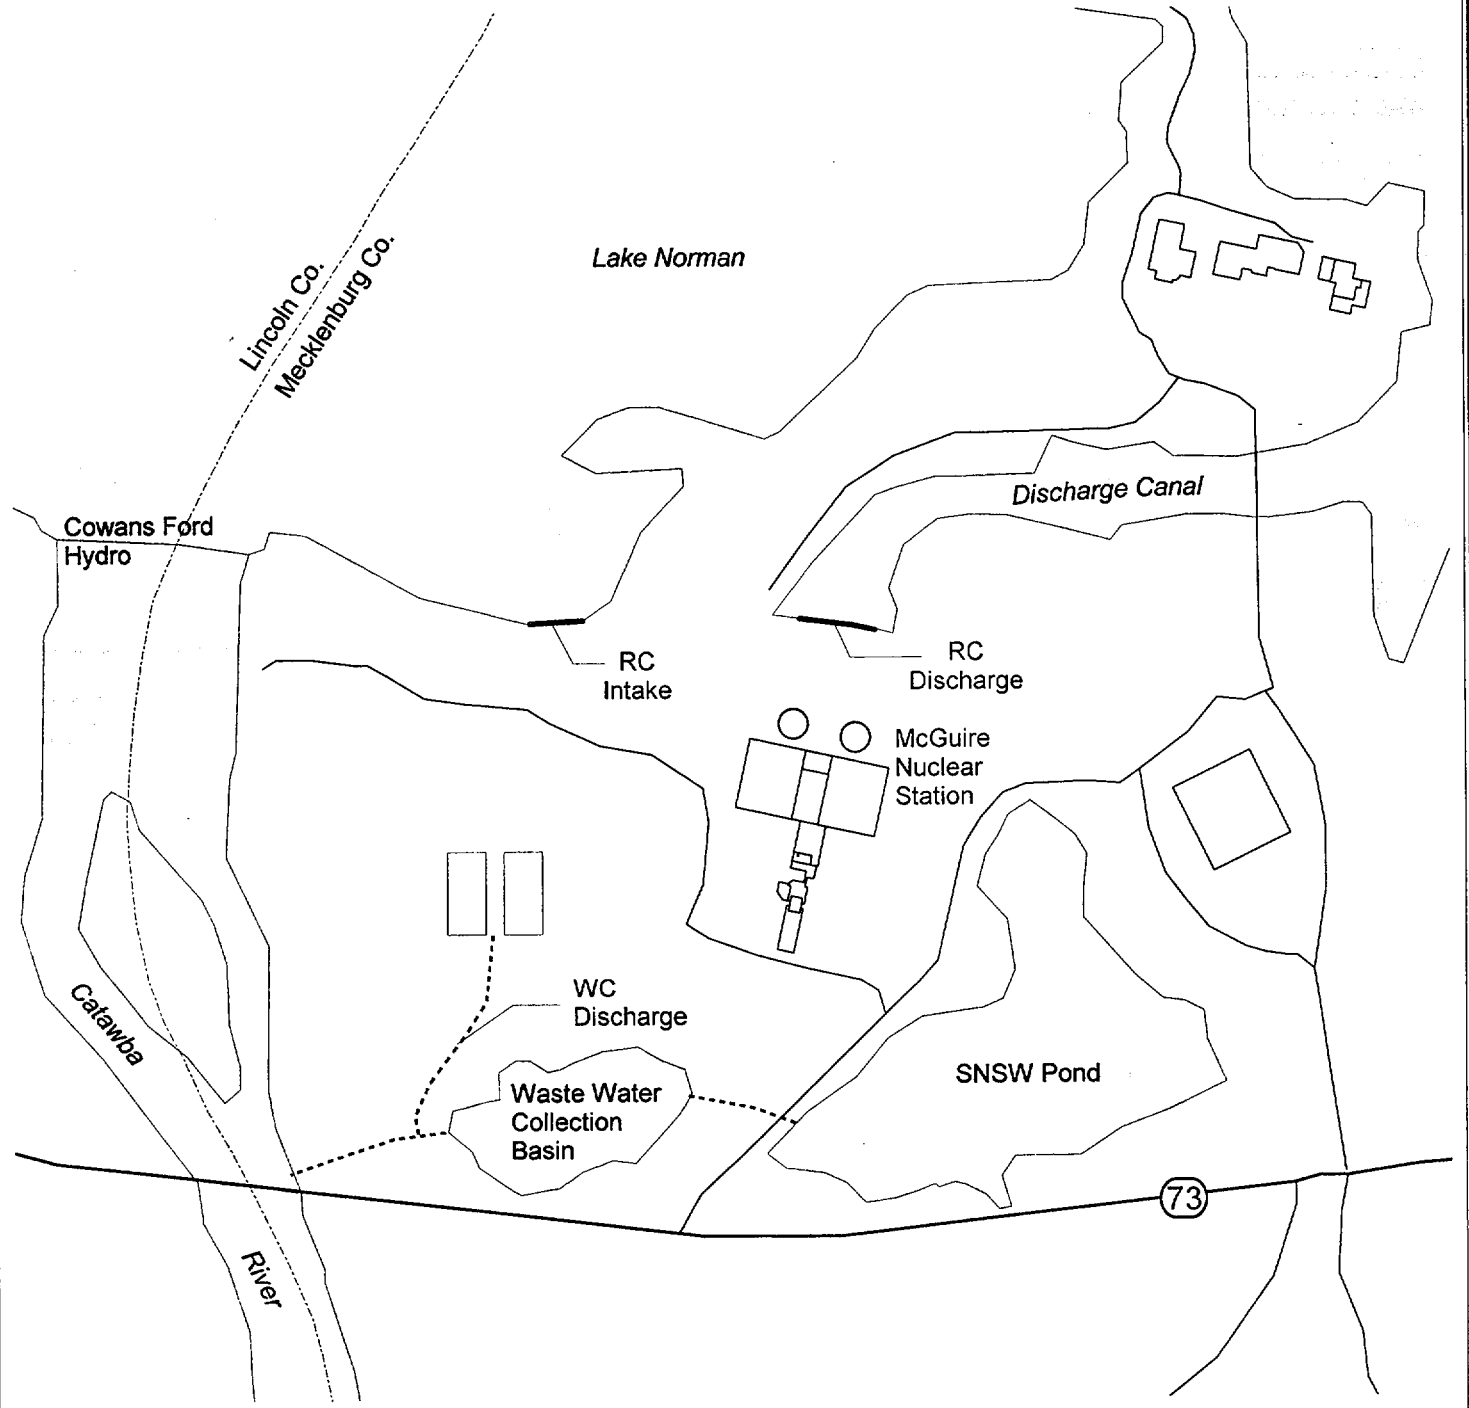 Lake Norman
Lincoln Co.
Mecklenburg Co.
Discharge Canal
Cowans Ford
Hydro
RC
Intake
RC
Discharge
McGuire
Nuclear
Station
WC
Discharge
Catawba
SNSW Pond
Waste Water
Collection
Basin
73
River